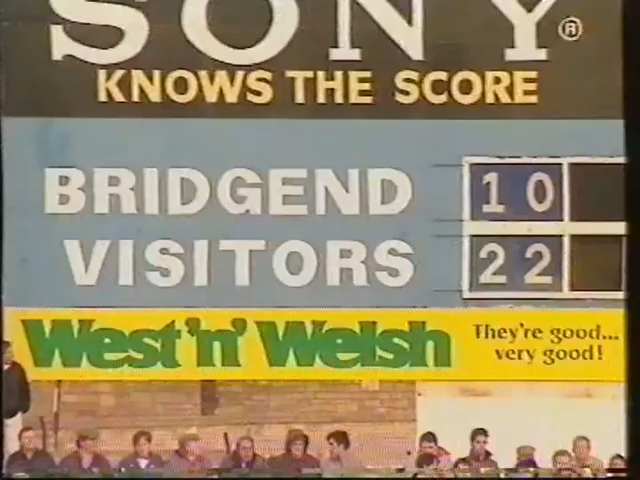 SONY®
KNOWS THE SCORE
BRIDGEND 10
VISITORS 22
West 'n' Welsh They're good...
very good!